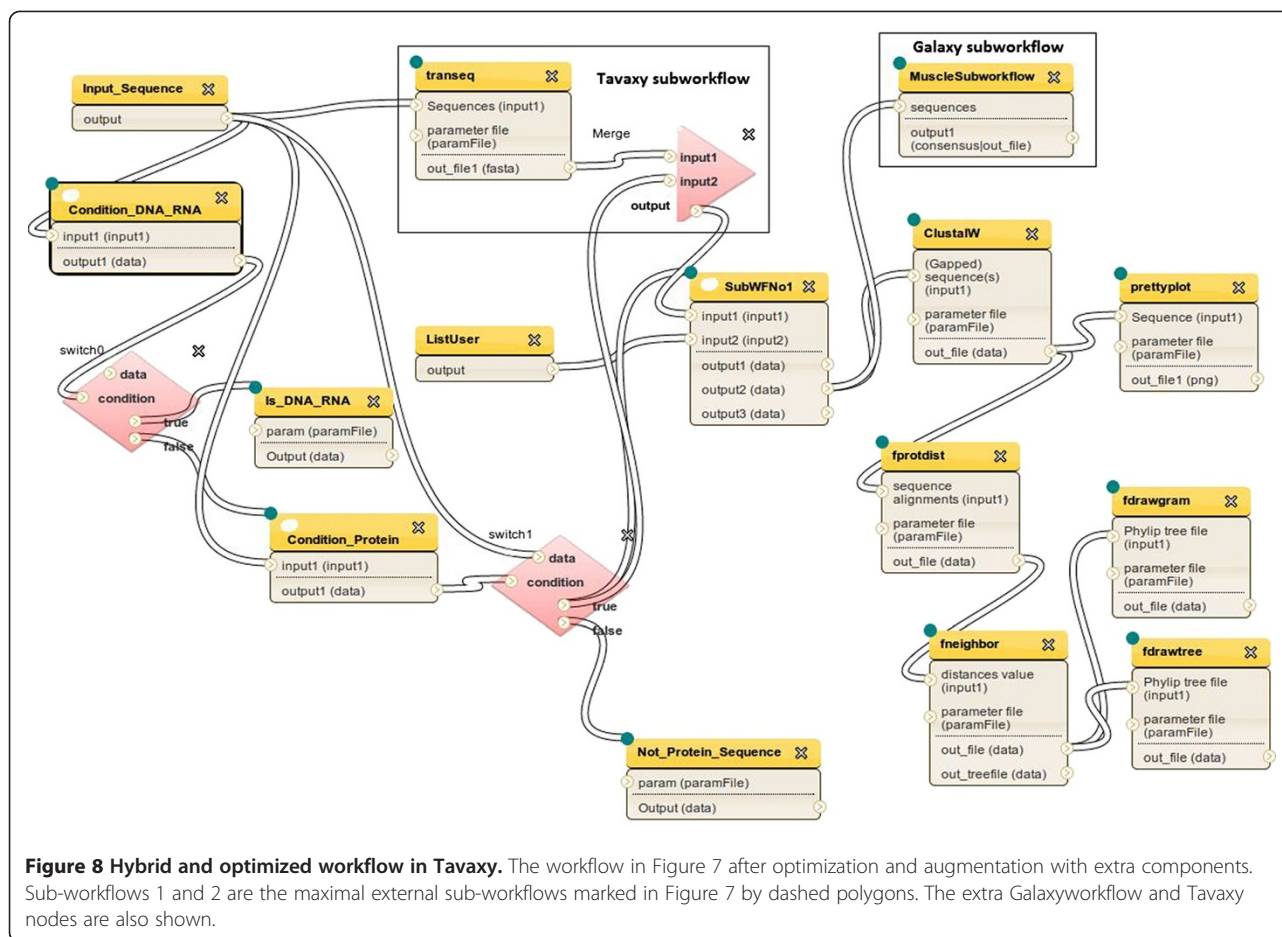 Input_Sequence
output
Condition_DNA_RNA
input1 (input1)
output1 (data)
switch0
data
condition
true
false
Is_DNA_RNA
param (paramFile)
Output (data)
Condition_Protein
input1 (input1)
output1 (data)
Tavaxy subworkflow
transeq
Sequences (input1)
parameter file
(paramFile)
out_file1 (fasta)
Merge
input1
input2
output
ListUser
output
SubWFNo1
input1 (input1)
input2 (input2)
output1 (data)
output2 (data)
output3 (data)
switch1
data
condition
true
false
Not_Protein_Sequence
param (paramFile)
Output (data)
Galaxy subworkflow
MuscleSubworkflow
sequences
output1
(consensus|out_file)
ClustalW
(Gapped)
sequence(s)
(input1)
parameter file
(paramFile)
out_file (data)
prettyplot
Sequence (input1)
parameter file
(paramFile)
out_file1 (png)
fprotdist
sequence
alignments (input1)
parameter file
(paramFile)
out_file (data)
fneighbor
distances value
(input1)
parameter file
(paramFile)
out_file (data)
out_treefile (data)
fdrawgram
Phylip tree file
(input1)
parameter file
(paramFile)
out_file (data)
fdrawtree
Phylip tree file
(input1)
parameter file
(paramFile)
out_file (data)
Figure 8 Hybrid and optimized workflow in Tavaxy. The workflow in Figure 7 after optimization and augmentation with extra components.
Sub-workflows 1 and 2 are the maximal external sub-workflows marked in Figure 7 by dashed polygons. The extra Galaxyworkflow and Tavaxy
nodes are also shown.